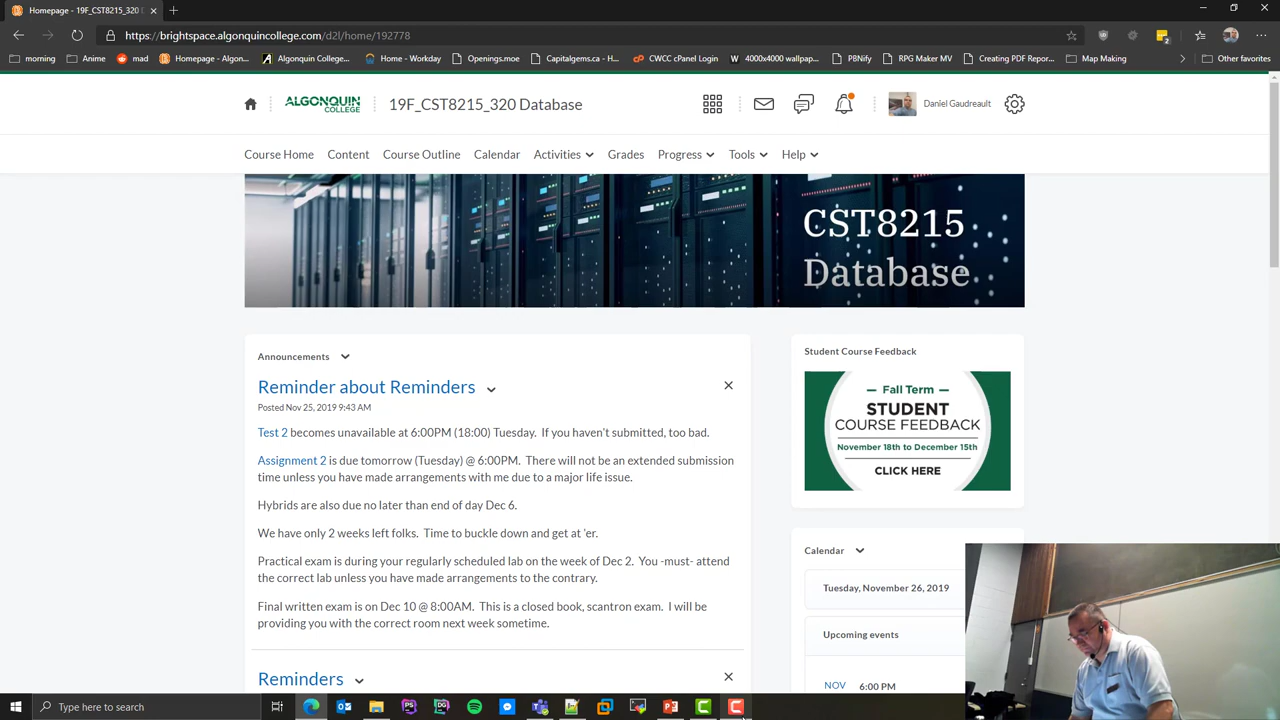 19F_CST8215_320 Database
https://brightspace.algonquincollege.com/d2l/home/192778
morning
Anime
mad
Homepage - Algon...
Algonquin College...
Home - Workday
Openings.moe
Capitalgems.ca - H...
CWCC cPanel Login
4000x4000 wallpap...
PBNify
RPG Maker MV
Creating PDF Repor...
Map Making
Other favorites
ALGONQUIN
COLLEGE
19F_CST8215_320 Database
Daniel Gaudreault
Course Home
Content
Course Outline
Calendar
Activities
Grades
Progress
Tools
Help
CST8215
Database
Announcements
Reminder about Reminders
Posted Nov 25, 2019 9:43 AM
Test 2 becomes unavailable at 6:00PM (18:00) Tuesday. If you haven't submitted, too bad.
Assignment 2 is due tomorrow (Tuesday) @ 6:00PM. There will not be an extended submission
time unless you have made arrangements with me due to a major life issue.
Hybrids are also due no later than end of day Dec 6.
We have only 2 weeks left folks. Time to buckle down and get at 'er.
Practical exam is during your regularly scheduled lab on the week of Dec 2. You -must- attend
the correct lab unless you have made arrangements to the contrary.
Final written exam is on Dec 10 @ 8:00AM. This is a closed book, scantron exam. I will be
providing you with the correct room next week sometime.
Reminders
Student Course Feedback
— Fall Term —
STUDENT
COURSE FEEDBACK
November 18th to December 15th
CLICK HERE
Calendar
Tuesday, November 26, 2019
Upcoming events
NOV
6:00 PM
Type here to search